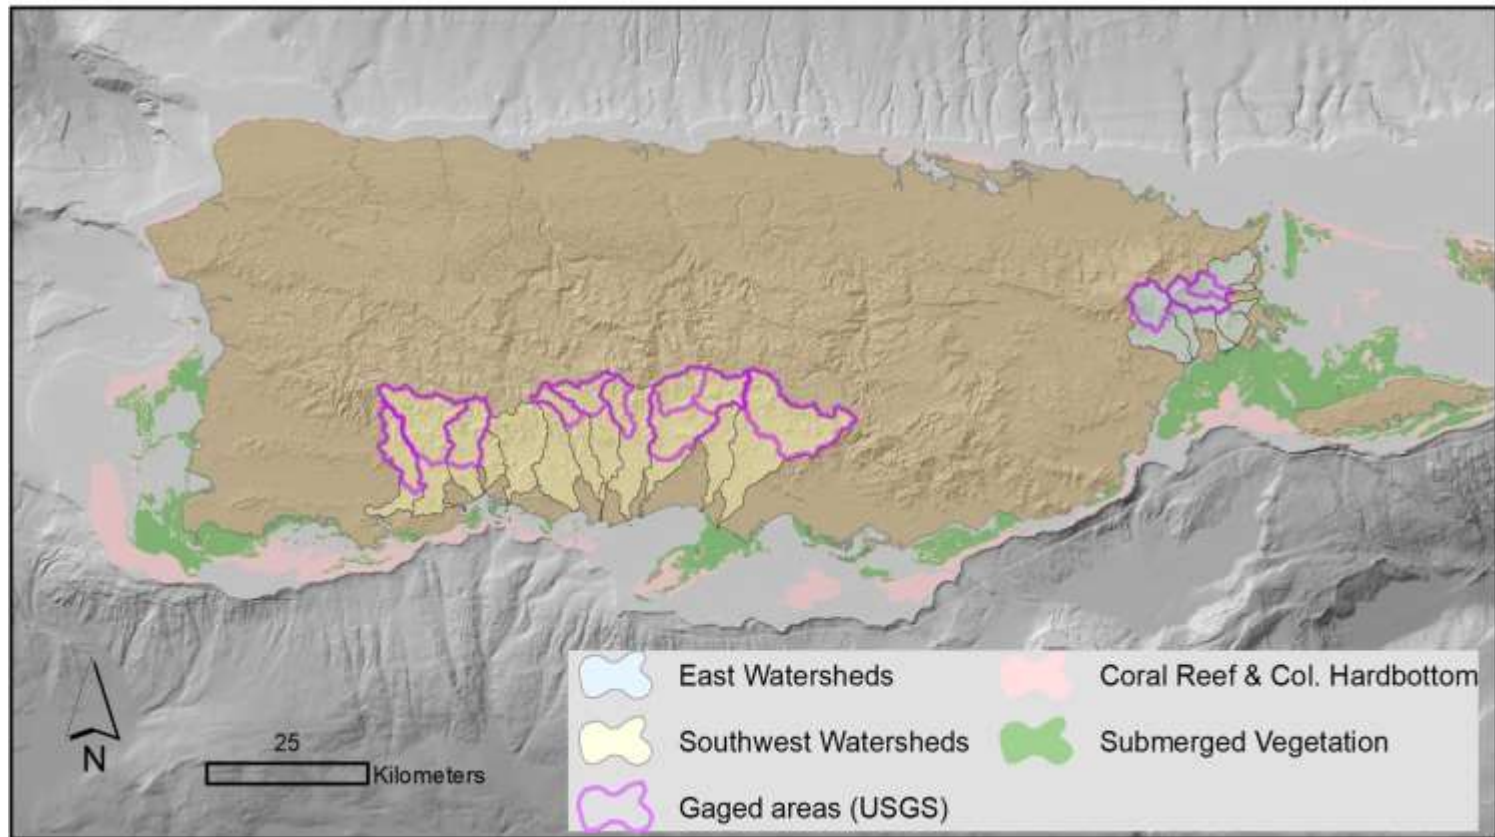 East Watersheds
Coral Reef & Col. Hardbottom
Southwest Watersheds
Submerged Vegetation
Gaged areas (USGS)
N
25
Kilometers